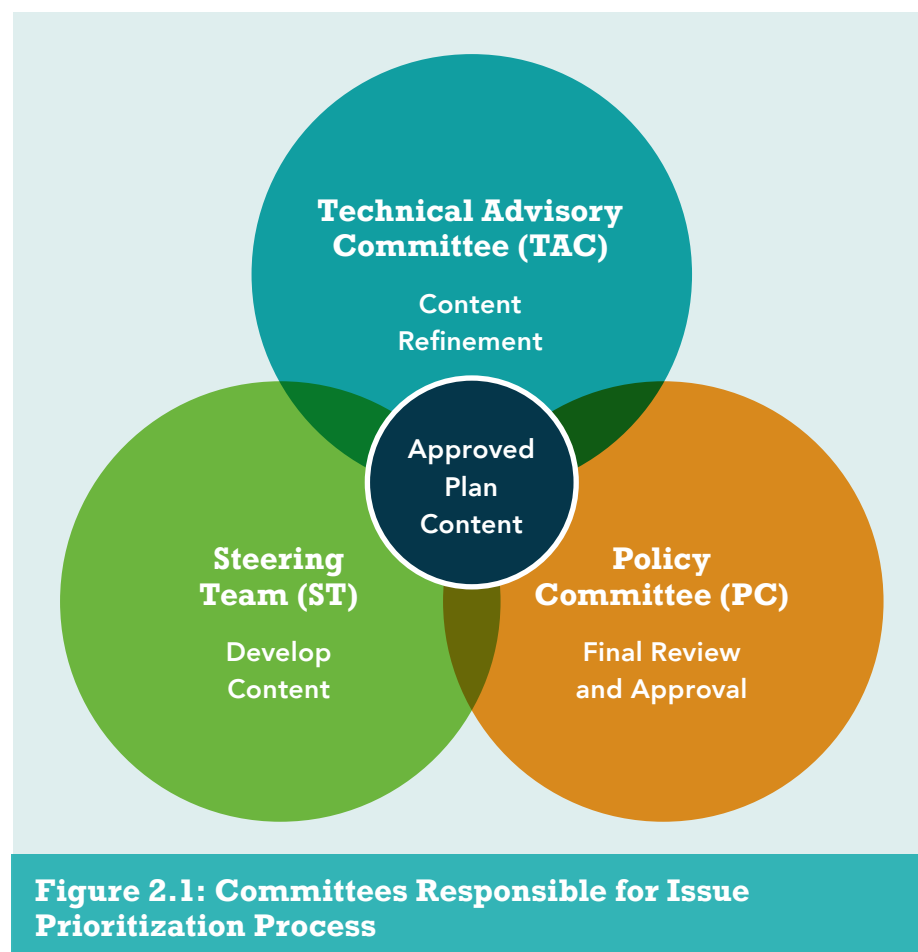 Technical Advisory
Committee (TAC)
Content
Refinement
Approved
Plan
Content
Steering
Team (ST)
Develop
Content
Policy
Committee (PC)
Final Review
and Approval
Figure 2.1: Committees Responsible for Issue
Prioritization Process